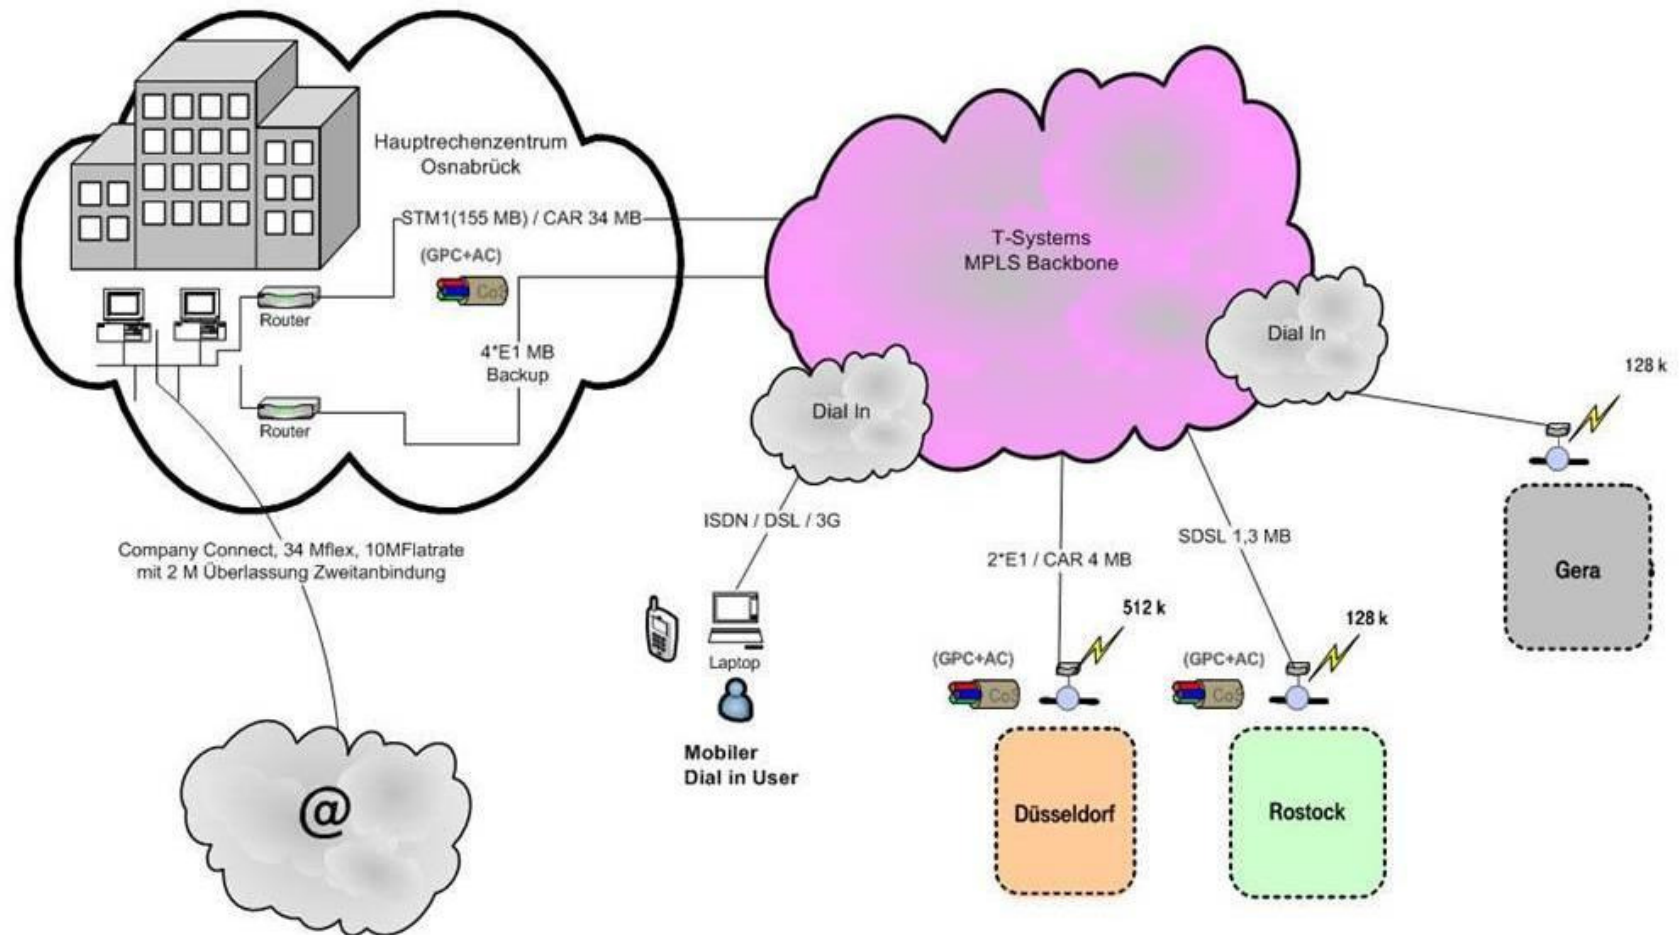 Hauptrechenzentrum
Osnabrück
STM1(155 MB) / CAR 34 MB
(GPC+AC)
CoS
Router
4*E1 MB
Backup
Router
T-Systems
MPLS Backbone
Dial In
Dial In
128 k
Gera
ISDN / DSL / 3G
Company Connect, 34 Mflex, 10MFlatrate
mit 2 M Überlassung Zweitanbindung
@
Laptop
Mobiler
Dial in User
2*E1 / CAR 4 MB
512 k
(GPC+AC)
CoS
Düsseldorf
SDSL 1,3 MB
128 k
(GPC+AC)
CoS
Rostock